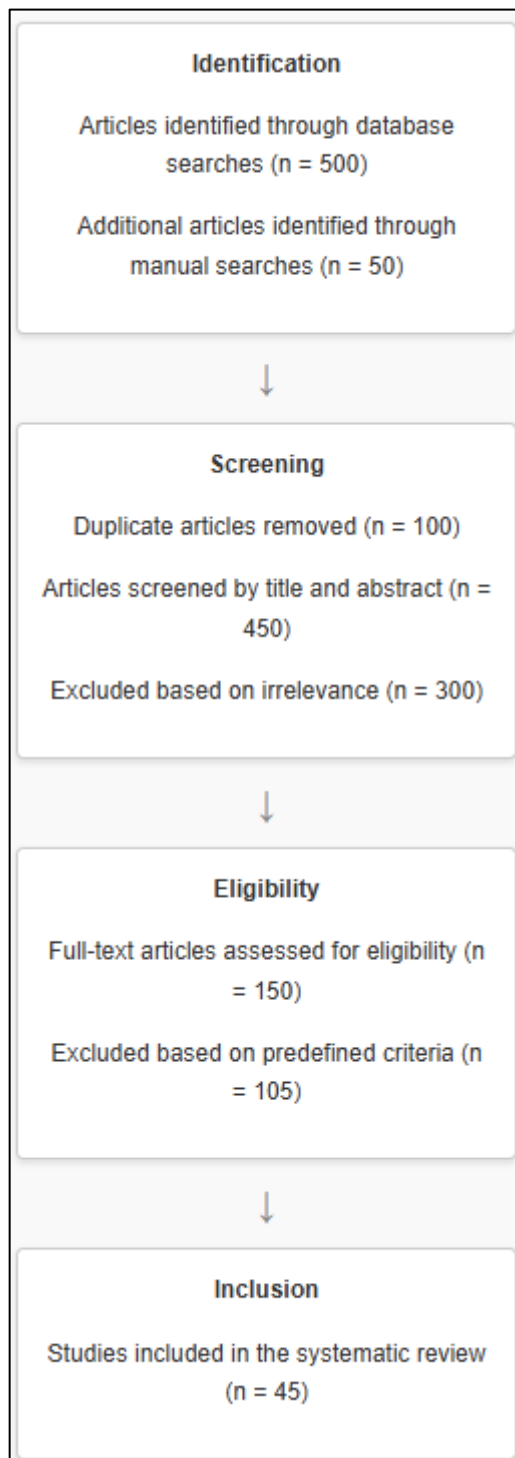 Identification
Articles identified through database
searches (n = 500)
Additional articles identified through
manual searches (n = 50)
↓
Screening
Duplicate articles removed (n = 100)
Articles screened by title and abstract (n =
450)
Excluded based on irrelevance (n = 300)
↓
Eligibility
Full-text articles assessed for eligibility (n
= 150)
Excluded based on predefined criteria (n
= 105)
↓
Inclusion
Studies included in the systematic review
(n = 45)